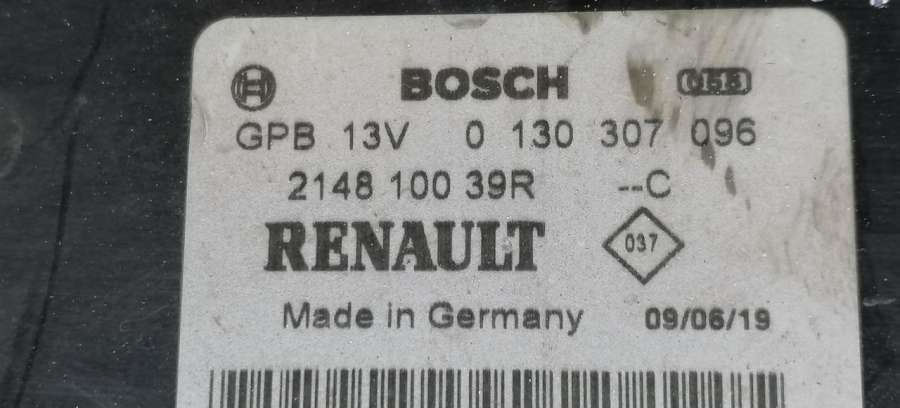 BOSCH
GPB 13V 0 130 307 096
2148 100 39R --C
RENAULT 037
Made in Germany 09/06/19